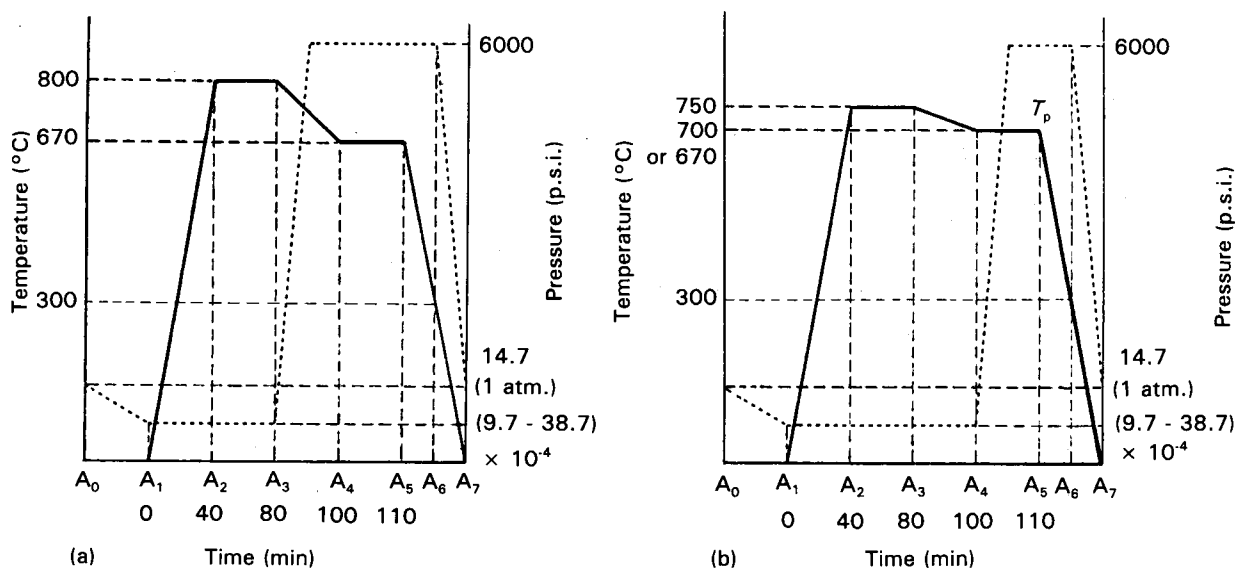 6000
800
670
Temperature (°C)
300
Pressure (p.s.i.)
14.7
(1 atm.)
(9.7 - 38.7)
× 10⁻⁴
A₀ A₁ A₂ A₃ A₄ A₅ A₆ A₇
0 40 80 100 110
(a) Time (min)
6000
750
700
or 670
Tₚ
Temperature (°C)
300
Pressure (p.s.i.)
14.7
(1 atm.)
(9.7 - 38.7)
× 10⁻⁴
A₀ A₁ A₂ A₃ A₄ A₅ A₆ A₇
0 40 80 100 110
(b) Time (min)